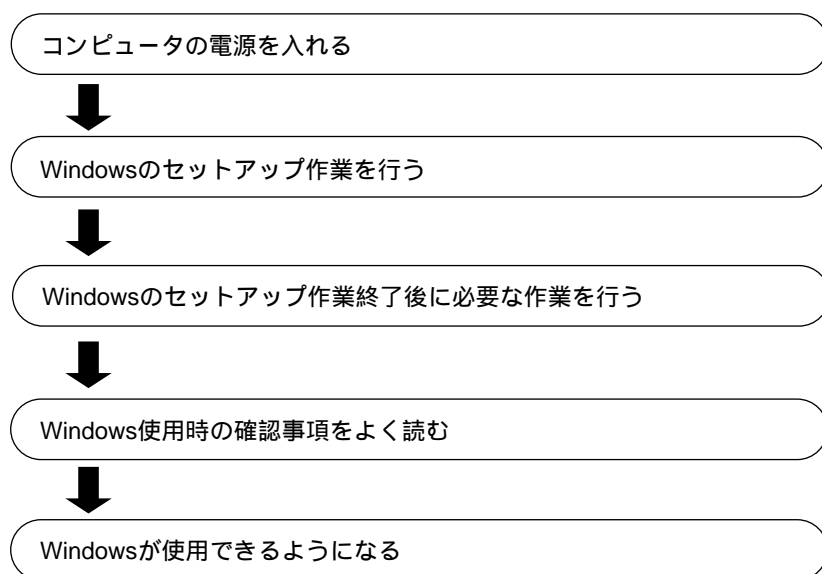 コンピュータの電源を入れる
Windowsのセットアップ作業を行う
Windowsのセットアップ作業終了後に必要な作業を行う
Windows使用時の確認事項をよく読む
Windowsが使用できるようになる